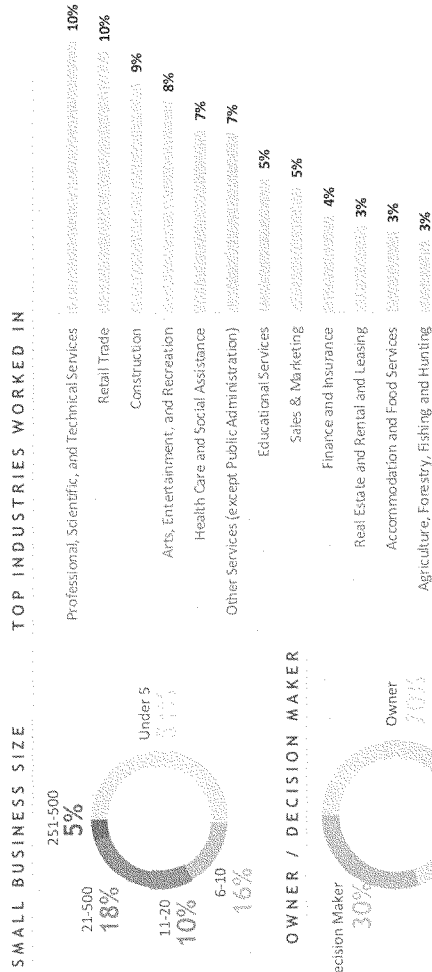 SMALL BUSINESS SIZE
251-500
5%
21-500
18%
11-20
10%
6-10
16%
Under 5
OWNER / DECISION MAKER
ecision Maker
30%
Owner
70%
TOP INDUSTRIES WORKED IN
Professional, Scientific, and Technical Services 10%
Retail Trade 10%
Construction 9%
Arts, Entertainment, and Recreation 8%
Health Care and Social Assistance 7%
Other Services (except Public Administration) 7%
Educational Services 5%
Sales & Marketing 5%
Finance and Insurance 4%
Real Estate and Rental and Leasing 3%
Accommodation and Food Services 3%
Agriculture, Forestry, Fishing and Hunting 3%